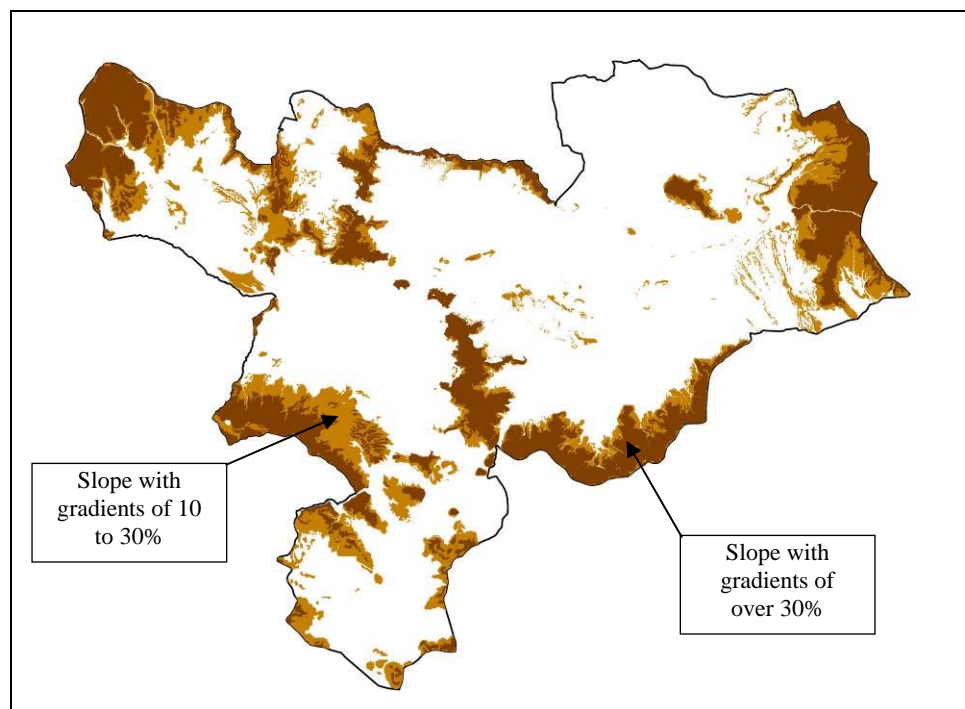 Slope with
gradients of 10
to 30%
Slope with
gradients of
over 30%